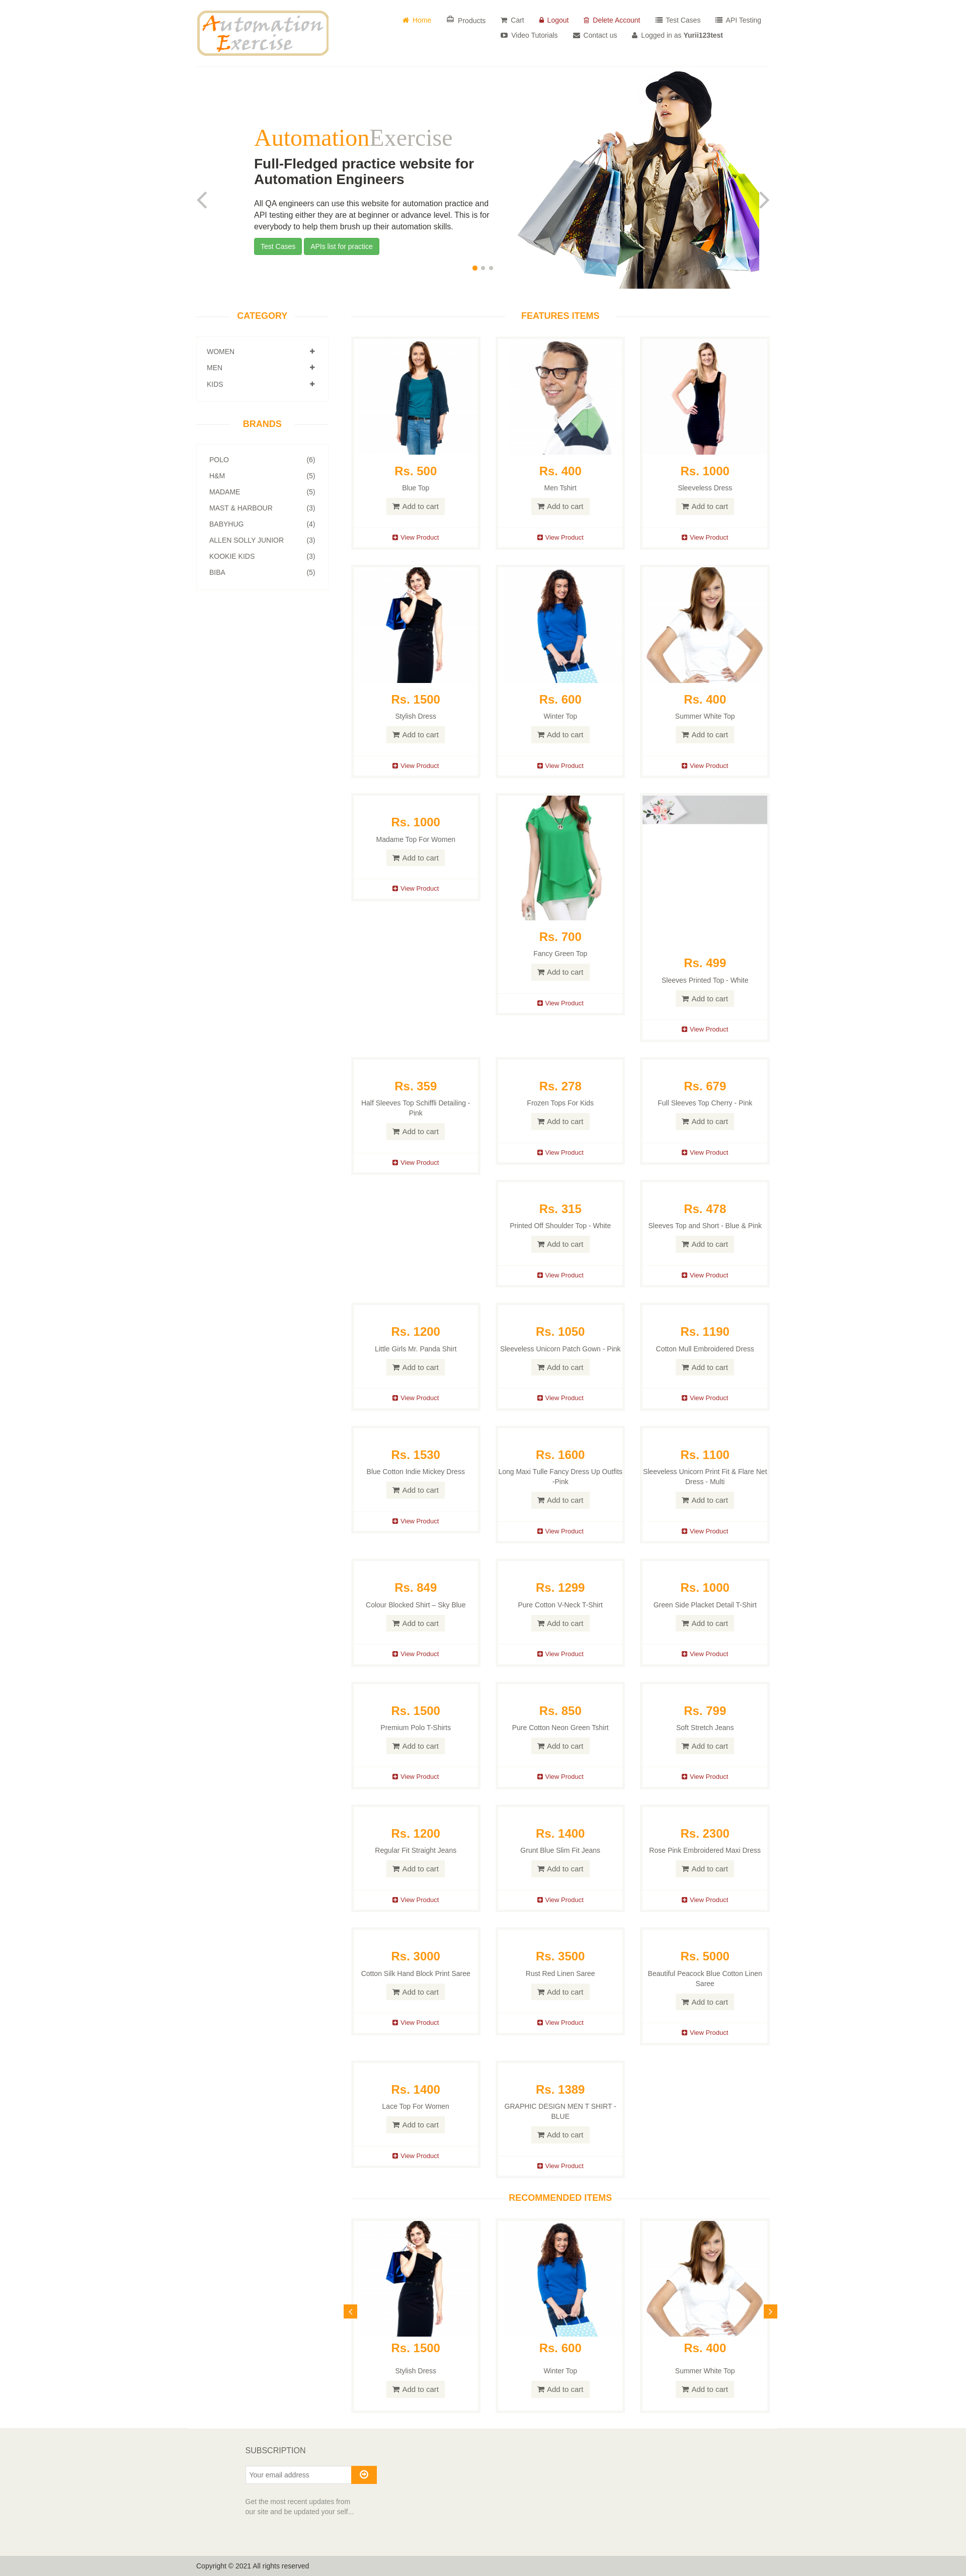 Automation
Exercise
Home
Products
Cart
Logout
Delete Account
Test Cases
API Testing
Video Tutorials
Contact us
Logged in as Yurii123test
AutomationExercise
Full-Fledged practice website for
Automation Engineers
All QA engineers can use this website for automation practice and
API testing either they are at beginner or advance level. This is for
everybody to help them brush up their automation skills.
Test Cases
APIs list for practice
CATEGORY
WOMEN
MEN
KIDS
BRANDS
POLO (6)
H&M (5)
MADAME (5)
MAST & HARBOUR (3)
BABYHUG (4)
ALLEN SOLLY JUNIOR (3)
KOOKIE KIDS (3)
BIBA (5)
FEATURES ITEMS
Rs. 500
Blue Top
Add to cart
View Product
Rs. 400
Men Tshirt
Add to cart
View Product
Rs. 1000
Sleeveless Dress
Add to cart
View Product
Rs. 1500
Stylish Dress
Add to cart
View Product
Rs. 600
Winter Top
Add to cart
View Product
Rs. 400
Summer White Top
Add to cart
View Product
Rs. 1000
Madame Top For Women
Add to cart
View Product
Rs. 700
Fancy Green Top
Add to cart
View Product
Rs. 499
Sleeves Printed Top - White
Add to cart
View Product
Rs. 359
Half Sleeves Top Schiffli Detailing -
Pink
Add to cart
View Product
Rs. 278
Frozen Tops For Kids
Add to cart
View Product
Rs. 679
Full Sleeves Top Cherry - Pink
Add to cart
View Product
Rs. 315
Printed Off Shoulder Top - White
Add to cart
View Product
Rs. 478
Sleeves Top and Short - Blue & Pink
Add to cart
View Product
Rs. 1200
Little Girls Mr. Panda Shirt
Add to cart
View Product
Rs. 1050
Sleeveless Unicorn Patch Gown - Pink
Add to cart
View Product
Rs. 1190
Cotton Mull Embroidered Dress
Add to cart
View Product
Rs. 1530
Blue Cotton Indie Mickey Dress
Add to cart
View Product
Rs. 1600
Long Maxi Tulle Fancy Dress Up Outfits
-Pink
Add to cart
View Product
Rs. 1100
Sleeveless Unicorn Print Fit & Flare Net
Dress - Multi
Add to cart
View Product
Rs. 849
Colour Blocked Shirt – Sky Blue
Add to cart
View Product
Rs. 1299
Pure Cotton V-Neck T-Shirt
Add to cart
View Product
Rs. 1000
Green Side Placket Detail T-Shirt
Add to cart
View Product
Rs. 1500
Premium Polo T-Shirts
Add to cart
View Product
Rs. 850
Pure Cotton Neon Green Tshirt
Add to cart
View Product
Rs. 799
Soft Stretch Jeans
Add to cart
View Product
Rs. 1200
Regular Fit Straight Jeans
Add to cart
View Product
Rs. 1400
Grunt Blue Slim Fit Jeans
Add to cart
View Product
Rs. 2300
Rose Pink Embroidered Maxi Dress
Add to cart
View Product
Rs. 3000
Cotton Silk Hand Block Print Saree
Add to cart
View Product
Rs. 3500
Rust Red Linen Saree
Add to cart
View Product
Rs. 5000
Beautiful Peacock Blue Cotton Linen
Saree
Add to cart
View Product
Rs. 1400
Lace Top For Women
Add to cart
View Product
Rs. 1389
GRAPHIC DESIGN MEN T SHIRT -
BLUE
Add to cart
View Product
RECOMMENDED ITEMS
Rs. 1500
Stylish Dress
Add to cart
Rs. 600
Winter Top
Add to cart
Rs. 400
Summer White Top
Add to cart
SUBSCRIPTION
Your email address
Get the most recent updates from
our site and be updated your self...
Copyright © 2021 All rights reserved